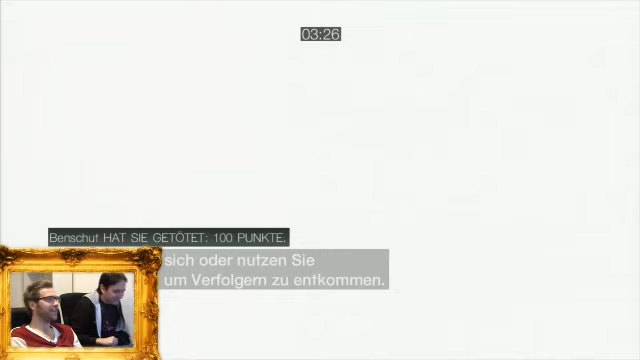 03:26
Benschut HAT SIE GETÖTET: 100 PUNKTE.
sich oder nutzen Sie
um Verfolgern zu entkommen.